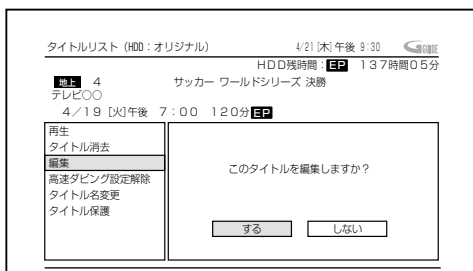 タイトルリスト（HDD：オリジナル） 4/21[木]午後 9:30 G GUIDE
HDD残時間：EP 137時間05分
地上 4 サッカー ワールドシリーズ 決勝
テレビ○○
4／19 [火]午後 7：00 120分 EP
再生
タイトル消去
編集
高速ダビング設定解除
タイトル名変更
タイトル保護
このタイトルを編集しますか？
する しない